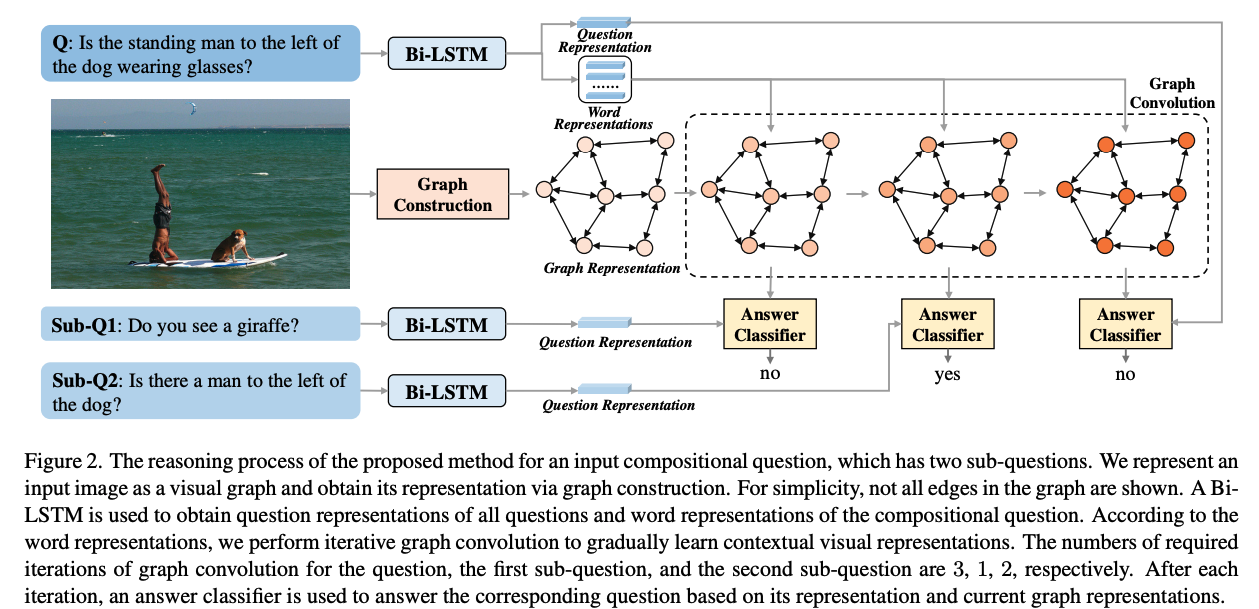 Q: Is the standing man to the left of
the dog wearing glasses?
Bi-LSTM
Question
Representation
......
Word
Representations
Graph
Convolution
Graph
Construction
Graph Representation
Sub-Q1: Do you see a giraffe?
Bi-LSTM
Question Representation
Answer
Classifier
no
Answer
Classifier
yes
Answer
Classifier
no
Sub-Q2: Is there a man to the left of
the dog?
Bi-LSTM
Question Representation
Figure 2. The reasoning process of the proposed method for an input compositional question, which has two sub-questions. We represent an
input image as a visual graph and obtain its representation via graph construction. For simplicity, not all edges in the graph are shown. A Bi-
LSTM is used to obtain question representations of all questions and word representations of the compositional question. According to the
word representations, we perform iterative graph convolution to gradually learn contextual visual representations. The numbers of required
iterations of graph convolution for the question, the first sub-question, and the second sub-question are 3, 1, 2, respectively. After each
iteration, an answer classifier is used to answer the corresponding question based on its representation and current graph representations.